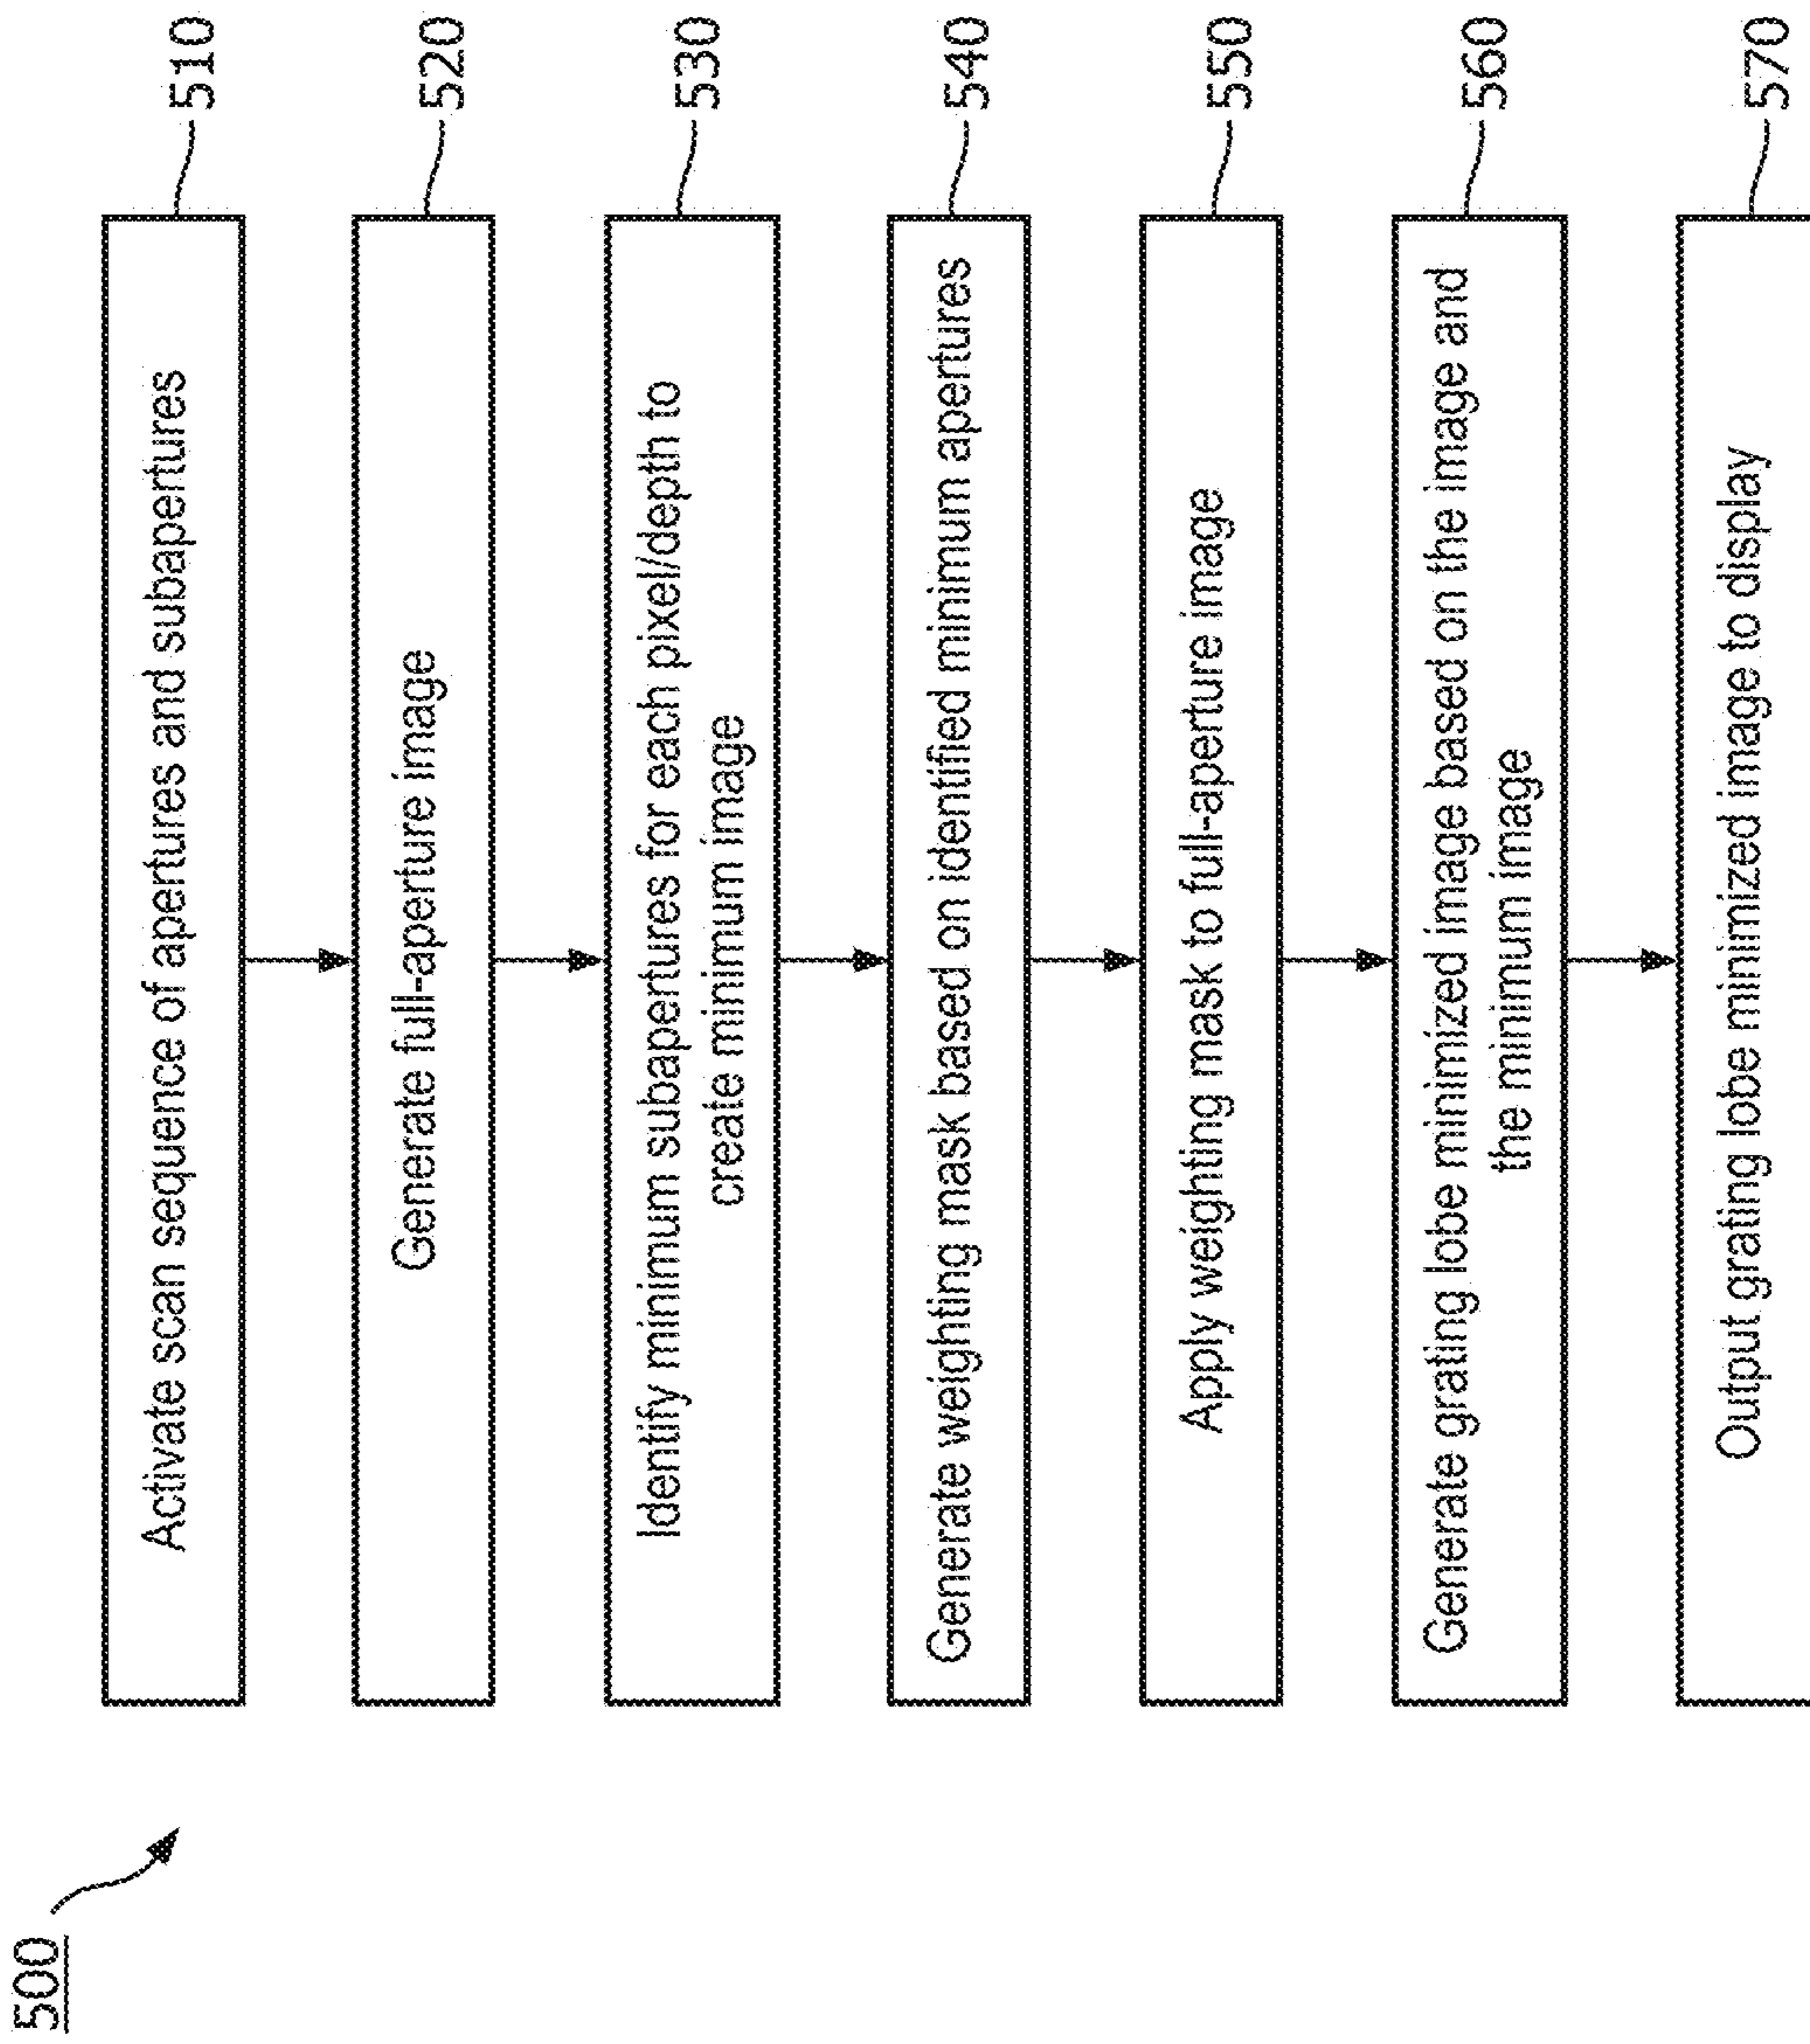 500
Activate scan sequence of apertures and subapertures
510
Generate full-aperture image
520
Identify minimum subapertures for each pixel/depth to
create minimum image
530
Generate weighting mask based on identified minimum apertures
540
Apply weighting mask to full-aperture image
550
Generate grating lobe minimized image based on the image and
the minimum image
560
Output grating lobe minimized image to display
570